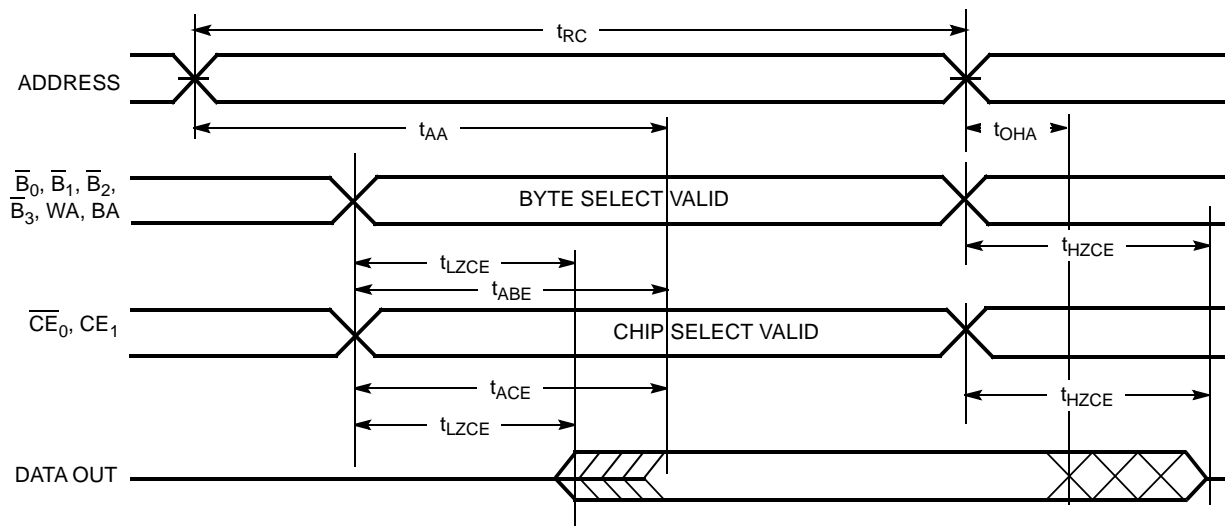 tRC
ADDRESS
tAA
tOHA
B̅0, B̅1, B̅2,
B̅3, WA, BA
BYTE SELECT VALID
tLZCE
tHZCE
tABE
C̅E̅0, CE1
CHIP SELECT VALID
tACE
tHZCE
tLZCE
DATA OUT